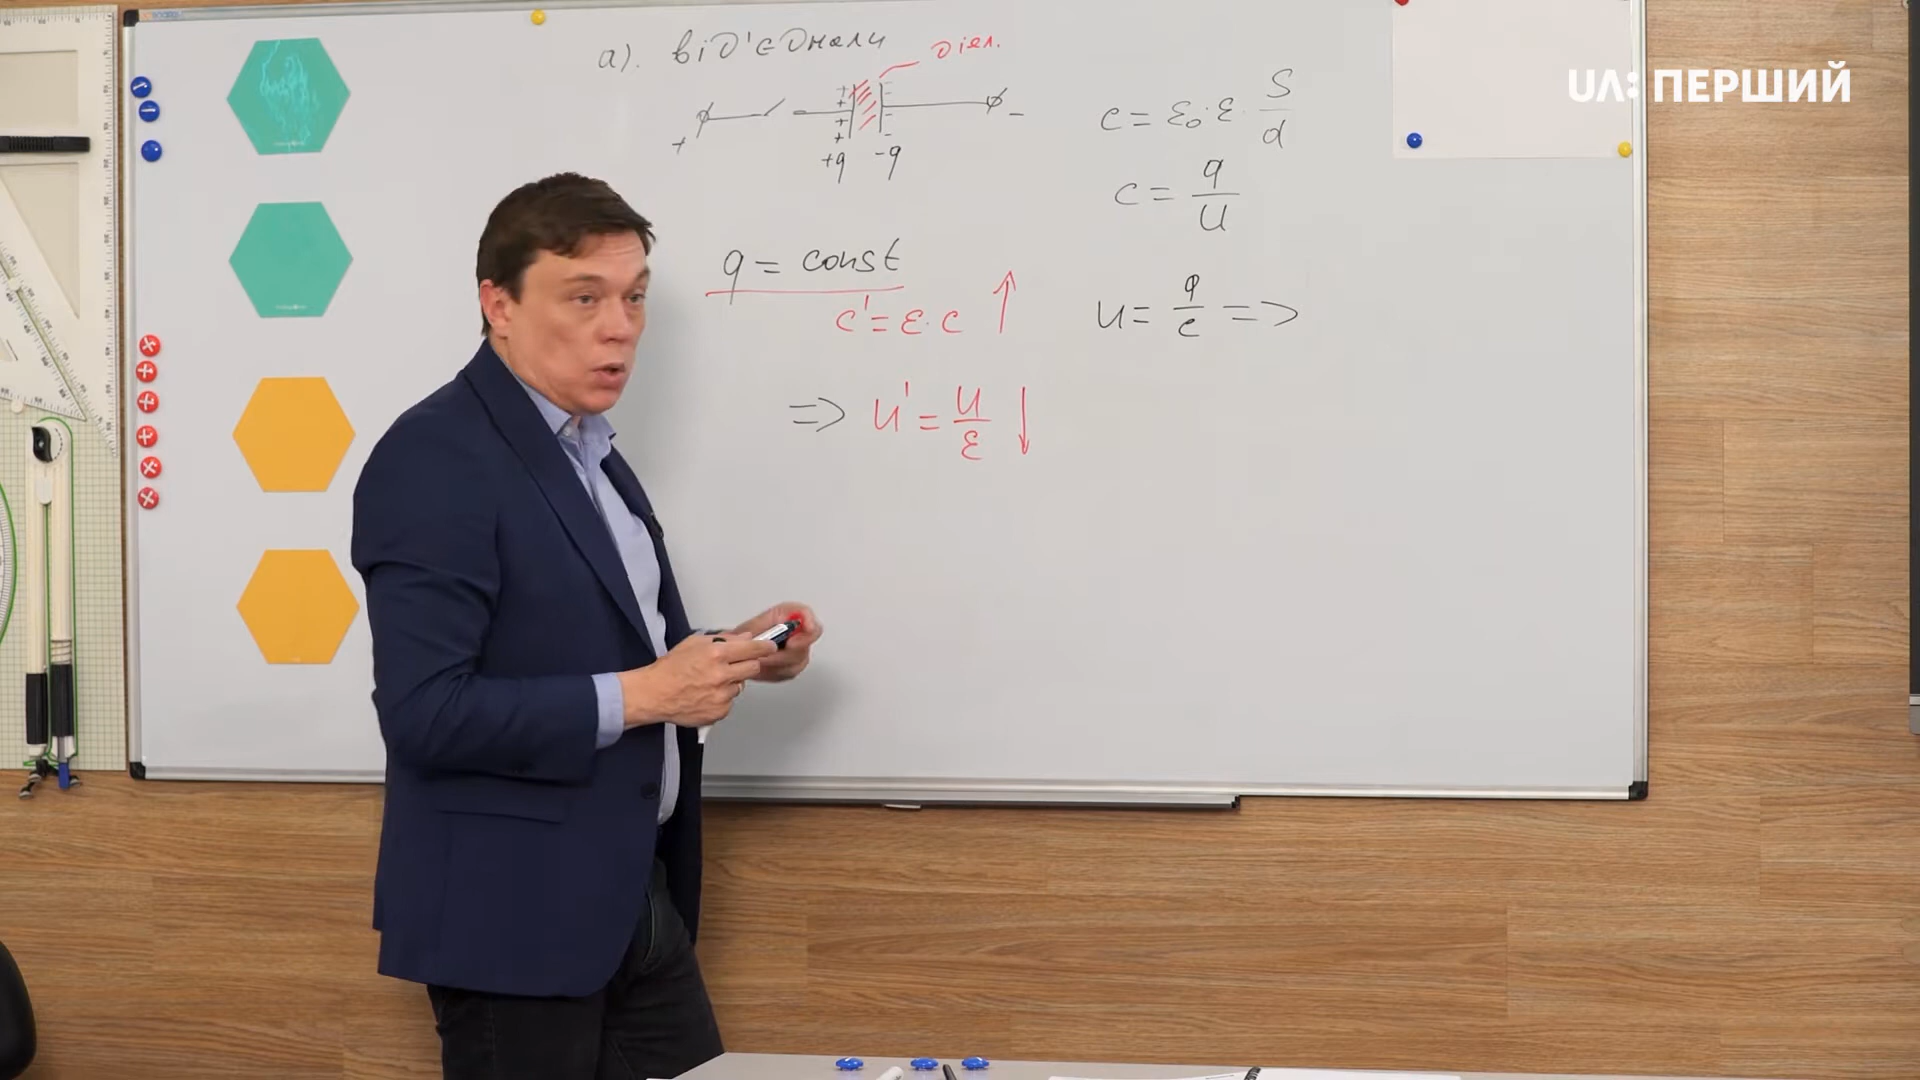 UA: ПЕРШИЙ
а). від'єднали
діел.
+ + + + - - -
+ -
+q -q
q = const
c' = ε·c ↑
=> u' = u/ε ↓
c = ε₀·ε·S/d
c = q/U
u = q/c =>